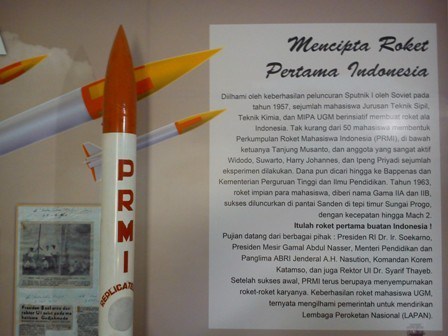 Mencipta Roket
Pertama Indonesia
Diilhami oleh keberhasilan peluncuran Sputnik I oleh Soviet pada
tahun 1957, sejumlah mahasiswa Jurusan Teknik Sipil,
Teknik Kimia, dan MIPA UGM berinisiatif membuat roket ala
Indonesia. Tak kurang dari 50 mahasiswa membentuk
Perkumpulan Roket Mahasiswa Indonesia (PRMI), di bawah
ketuanya Tanjung Musanto, dan anggota yang sangat aktif
Widodo, Suwarto, Harry Johannes, dan Ipeng Priyadi sejumlah
eksperimen dilakukan. Dana pun dicari hingga ke Bappenas dan
Kementerian Perguruan Tinggi dan Ilmu Pendidikan. Tahun 1963,
roket impian para mahasiswa, diberi nama Gama IIA dan IIB,
sukses diluncurkan di pantai Sanden di tepi timur Sungai Progo,
dengan kecepatan hingga Mach 2.
Itulah roket pertama buatan Indonesia !
Pujian datang dari berbagai pihak : Presiden RI Dr. Ir. Soekarno,
Presiden Mesir Gamal Abdul Nasser, Menteri Pendidikan dan
Panglima ABRI Jenderal A.H. Nasution, Komandan Korem
Katamso, dan juga Rektor UI Dr. Syarif Thayeb.
Setelah sukses awal, PRMI terus berupaya menyempurnakan
roket-roket karyanya. Keberhasilan roket mahasiswa UGM,
ternyata mengilhami pemerintah untuk mendirikan
Lembaga Peroketan Nasional (LAPAN).
PRMI
REPLICA